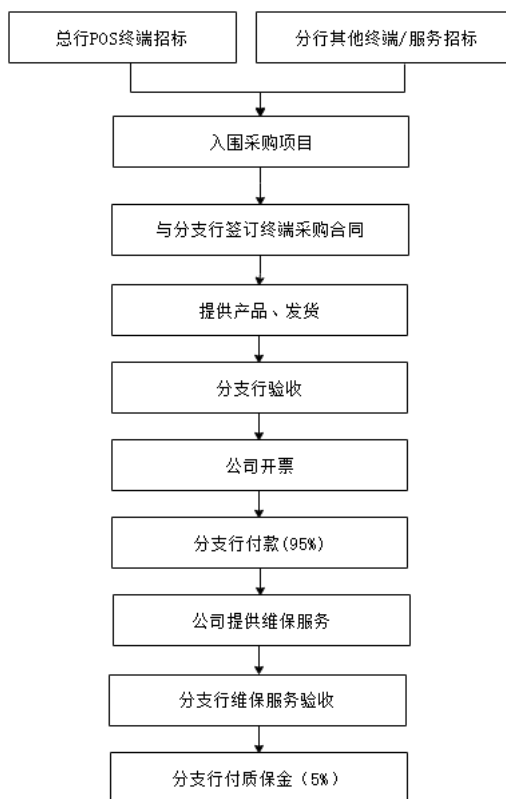 总行POS终端招标
分行其他终端/服务招标
入围采购项目
与分支行签订终端采购合同
提供产品、发货
分支行验收
公司开票
分支行付款(95%)
公司提供维保服务
分支行维保服务验收
分支行付质保金（5%）